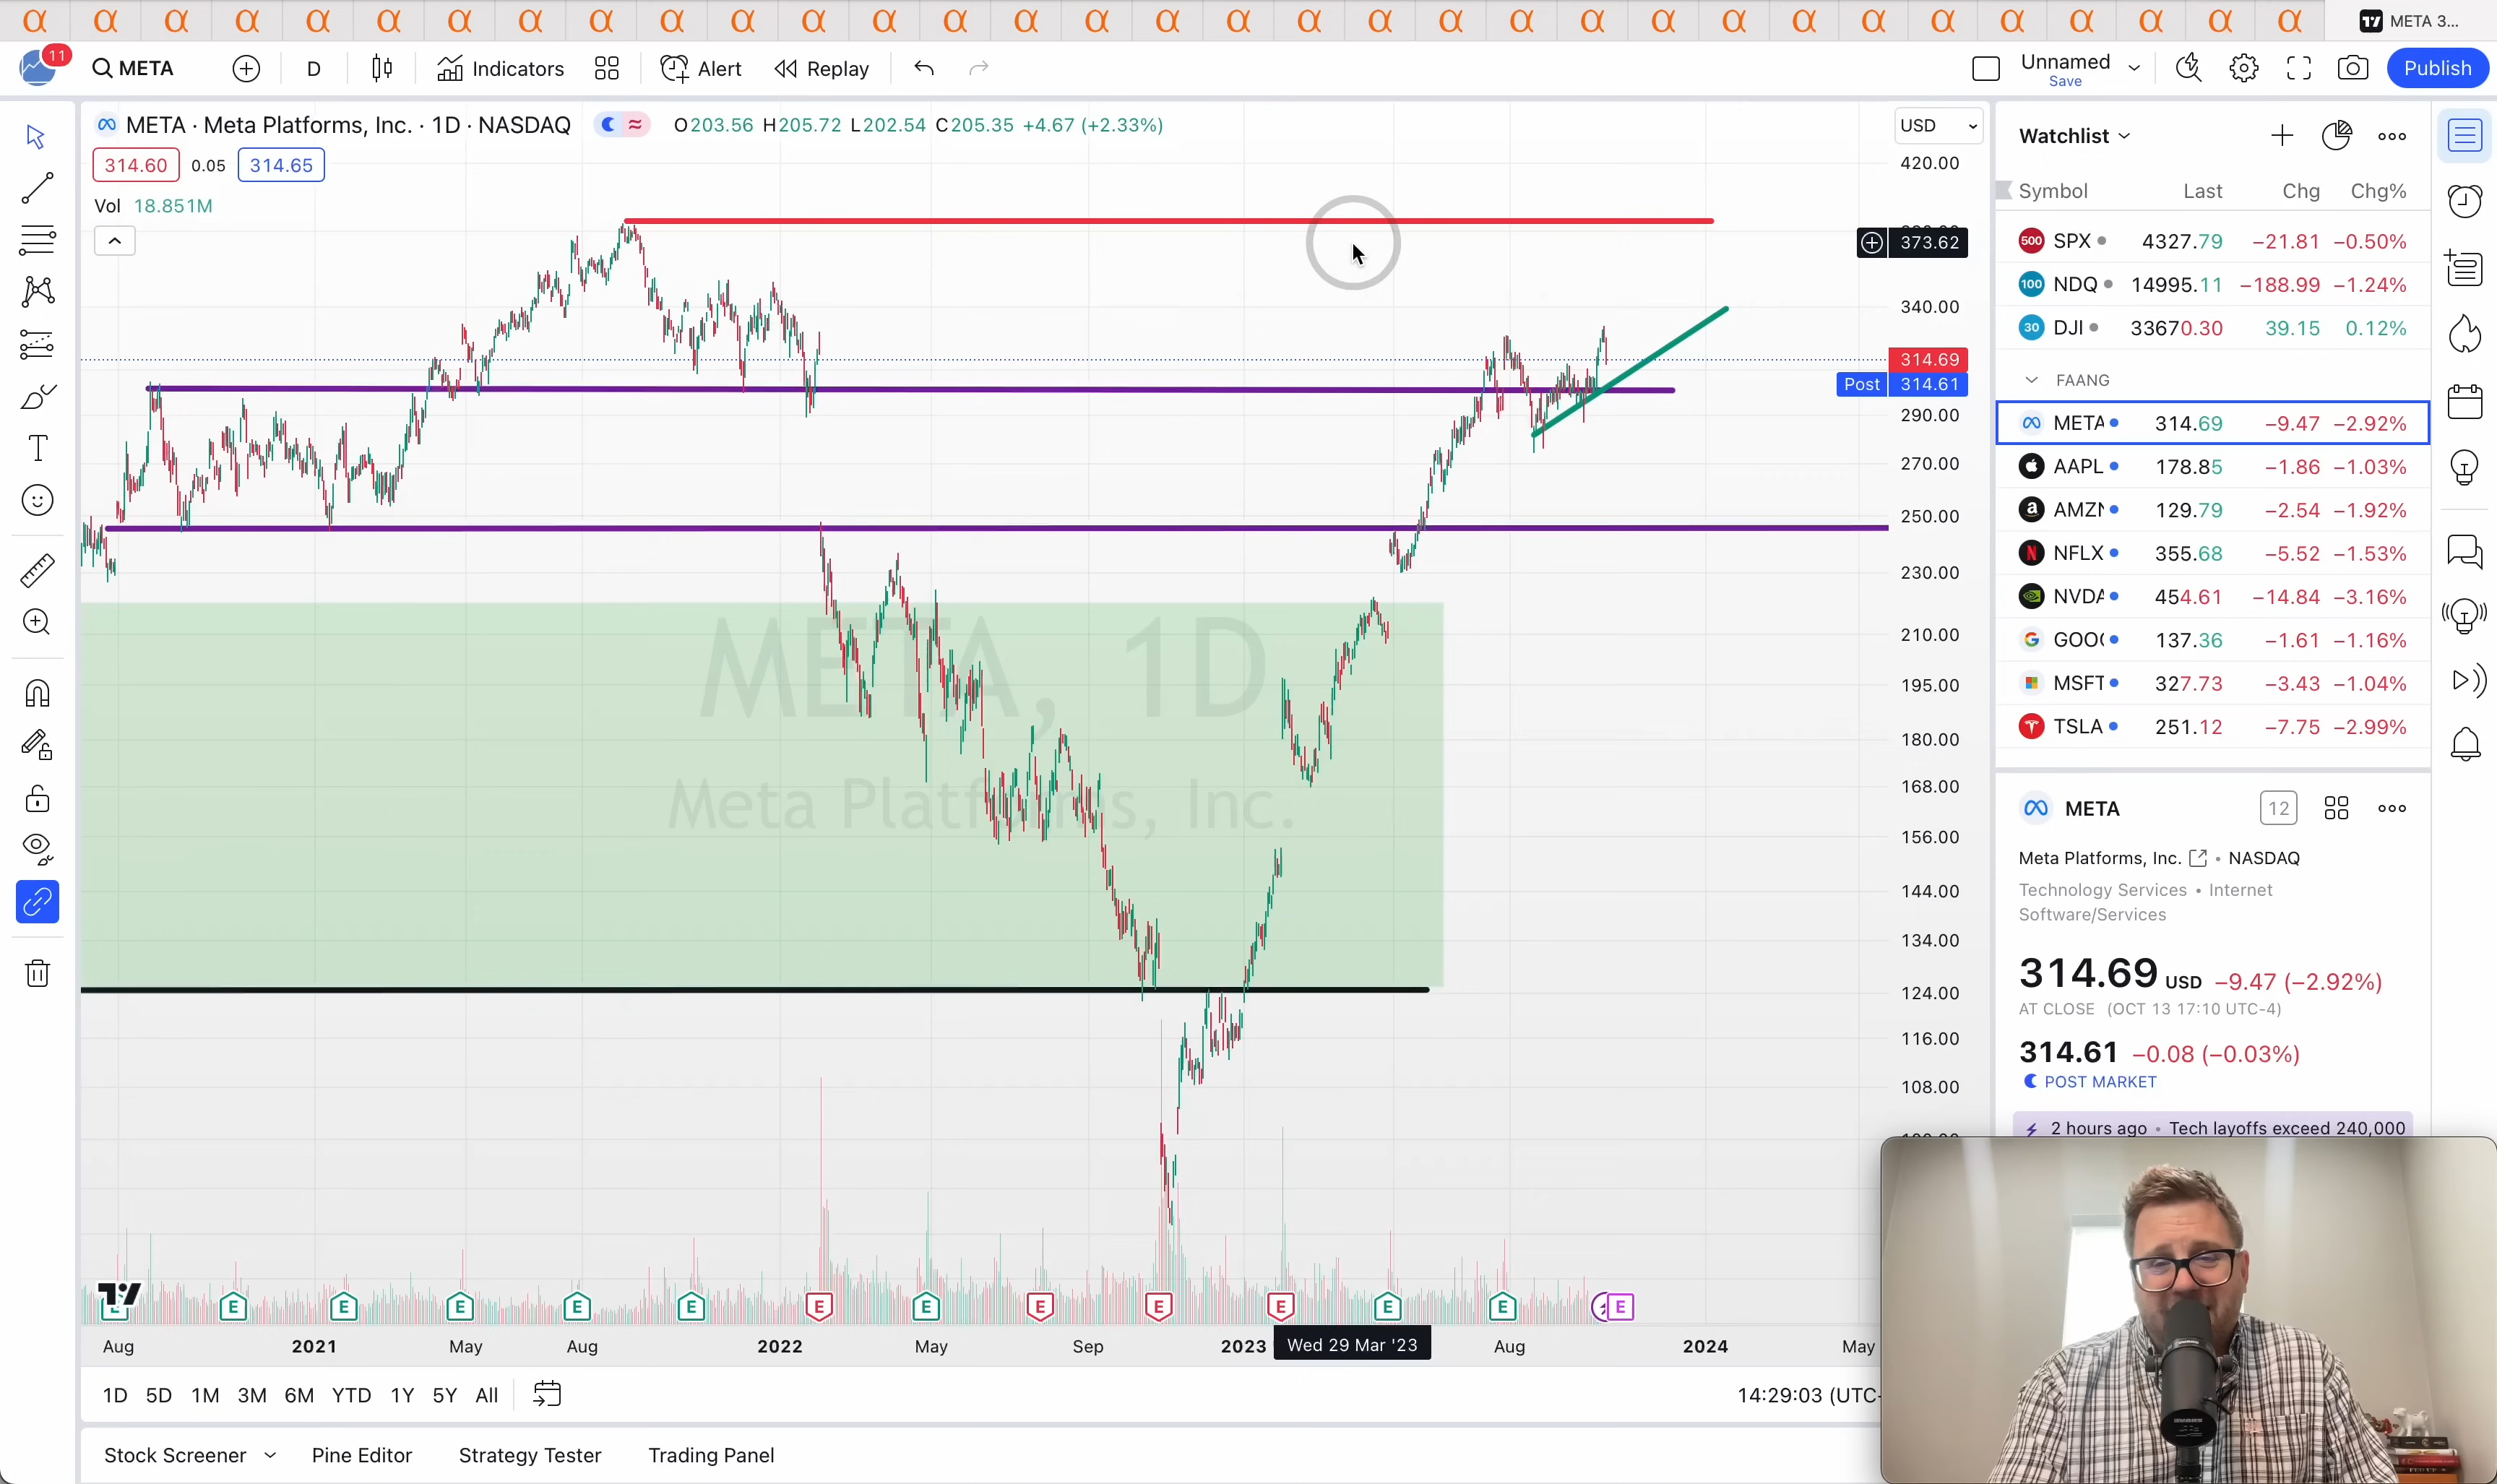 α α α α α α α α α α α α α α α α α α α α α α α α α α α α α α α α α META 3...
11 META D Indicators Alert Replay Unnamed Save Publish
META · Meta Platforms, Inc. · 1D · NASDAQ O203.56 H205.72 L202.54 C205.35 +4.67 (+2.33%)
USD
314.60 0.05 314.65
Vol 18.851M
420.00
373.62
340.00
314.69
Post 314.61
290.00
270.00
250.00
230.00
210.00
195.00
180.00
168.00
156.00
144.00
134.00
124.00
116.00
108.00
META, 1D
Meta Platforms, Inc.
E E E E E E E E E E E E E E
Aug 2021 May Aug 2022 May Sep 2023 Wed 29 Mar '23 Aug 2024 May
1D 5D 1M 3M 6M YTD 1Y 5Y All 14:29:03 (UTC-
Stock Screener Pine Editor Strategy Tester Trading Panel
Watchlist
Symbol Last Chg Chg%
500 SPX 4327.79 −21.81 −0.50%
100 NDQ 14995.11 −188.99 −1.24%
30 DJI 33670.30 39.15 0.12%
FAANG
META 314.69 −9.47 −2.92%
AAPL 178.85 −1.86 −1.03%
AMZN 129.79 −2.54 −1.92%
NFLX 355.68 −5.52 −1.53%
NVDA 454.61 −14.84 −3.16%
GOO 137.36 −1.61 −1.16%
MSFT 327.73 −3.43 −1.04%
TSLA 251.12 −7.75 −2.99%
META 12
Meta Platforms, Inc. • NASDAQ
Technology Services • Internet
Software/Services
314.69 USD −9.47 (−2.92%)
AT CLOSE (OCT 13 17:10 UTC-4)
314.61 −0.08 (−0.03%)
POST MARKET
2 hours ago • Tech layoffs exceed 240,000